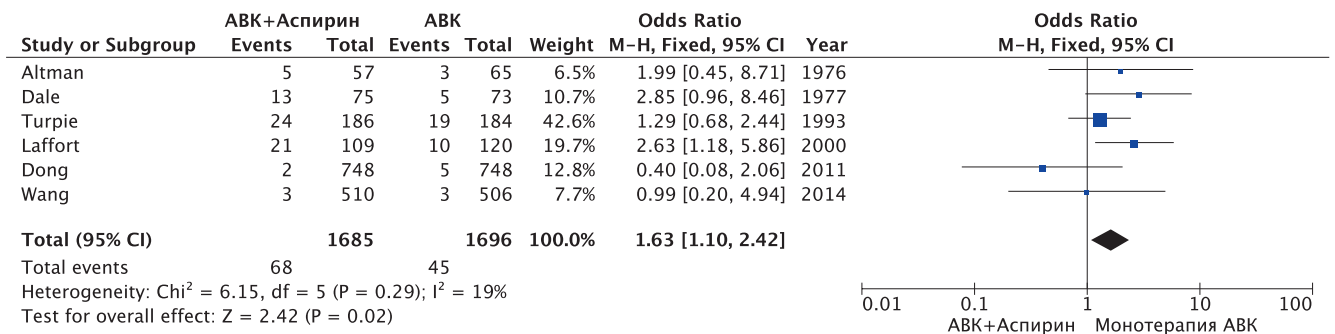 АВК+Аспирин АВК Odds Ratio Odds Ratio
Study or Subgroup Events Total Events Total Weight M-H, Fixed, 95% CI Year M-H, Fixed, 95% CI
Altman 5 57 3 65 6.5% 1.99 [0.45, 8.71] 1976
Dale 13 75 5 73 10.7% 2.85 [0.96, 8.46] 1977
Turpie 24 186 19 184 42.6% 1.29 [0.68, 2.44] 1993
Laffort 21 109 10 120 19.7% 2.63 [1.18, 5.86] 2000
Dong 2 748 5 748 12.8% 0.40 [0.08, 2.06] 2011
Wang 3 510 3 506 7.7% 0.99 [0.20, 4.94] 2014
Total (95% CI) 1685 1696 100.0% 1.63 [1.10, 2.42]
Total events 68 45
Heterogeneity: Chi² = 6.15, df = 5 (P = 0.29); I² = 19%
Test for overall effect: Z = 2.42 (P = 0.02)
0.01 0.1 1 10 100
АВК+Аспирин Монотерапия АВК